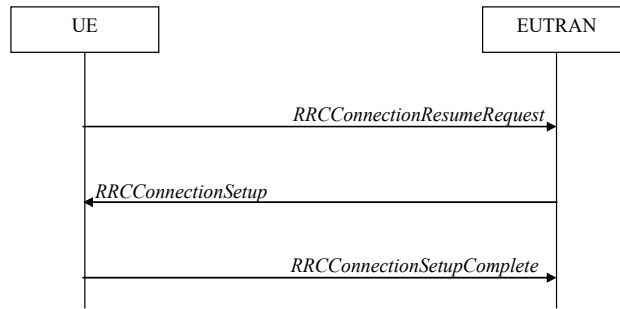 UE
EUTRAN
RRCConnectionResumeRequest
RRCConnectionSetup
RRCConnectionSetupComplete